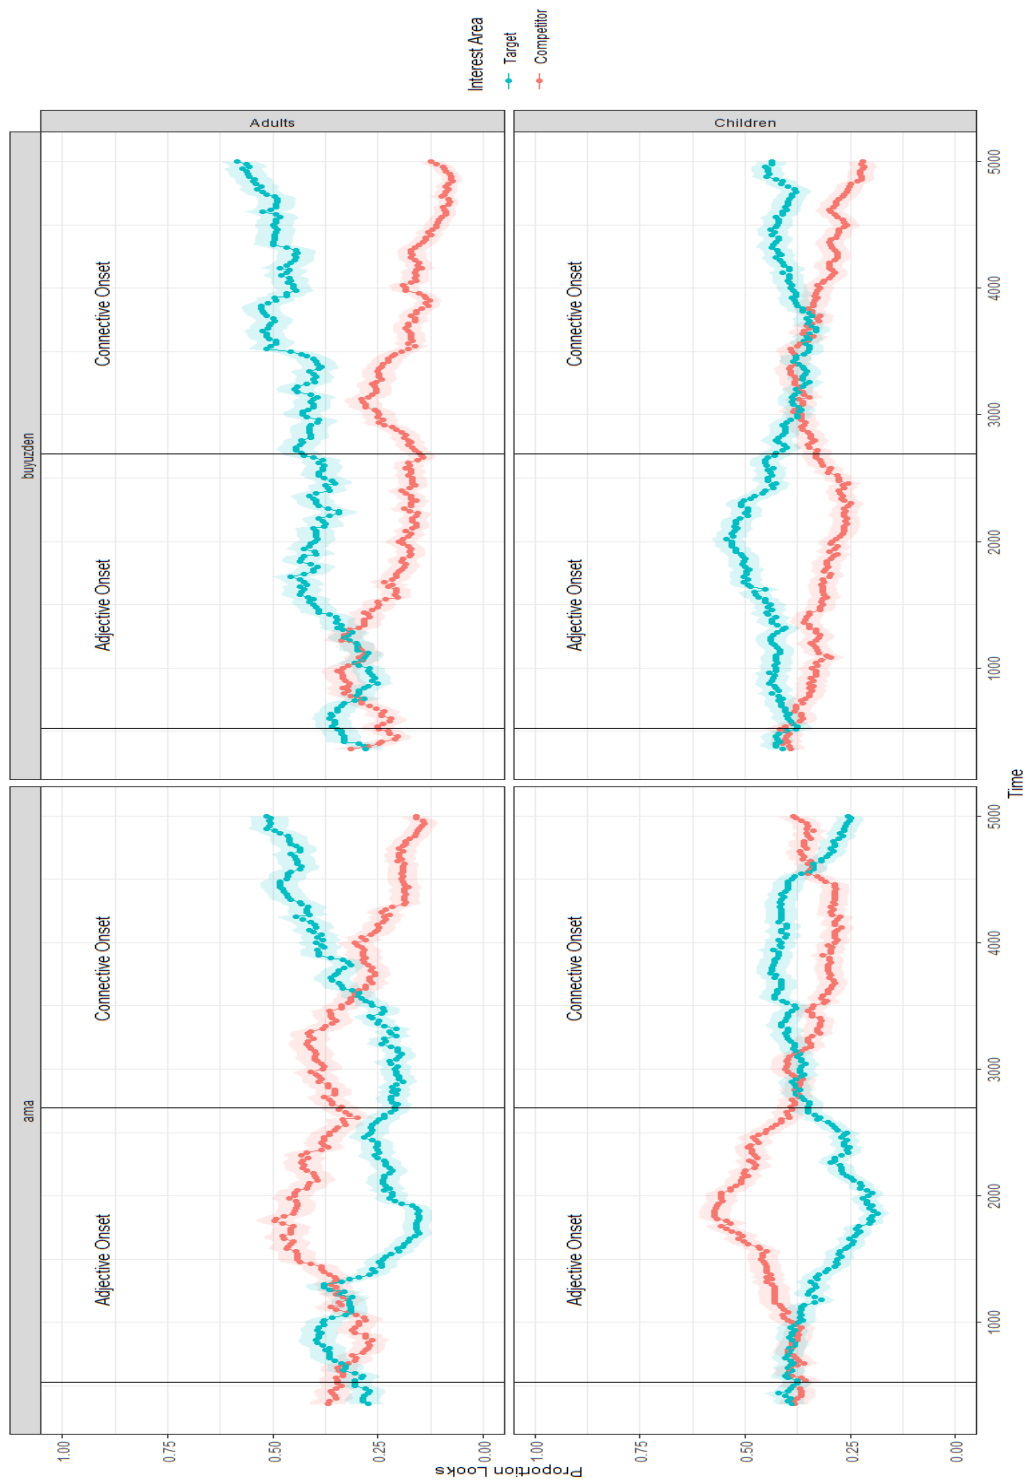 ama
buyuzden
Adjective Onset
Connective Onset
Adjective Onset
Connective Onset
Adults
1.00
0.75
0.50
0.25
0.00
Proportion Looks
Adjective Onset
Connective Onset
Adjective Onset
Connective Onset
Children
1.00
0.75
0.50
0.25
0.00
1000 2000 3000 4000 5000
1000 2000 3000 4000 5000
Time
Interest Area
Target
Competitor